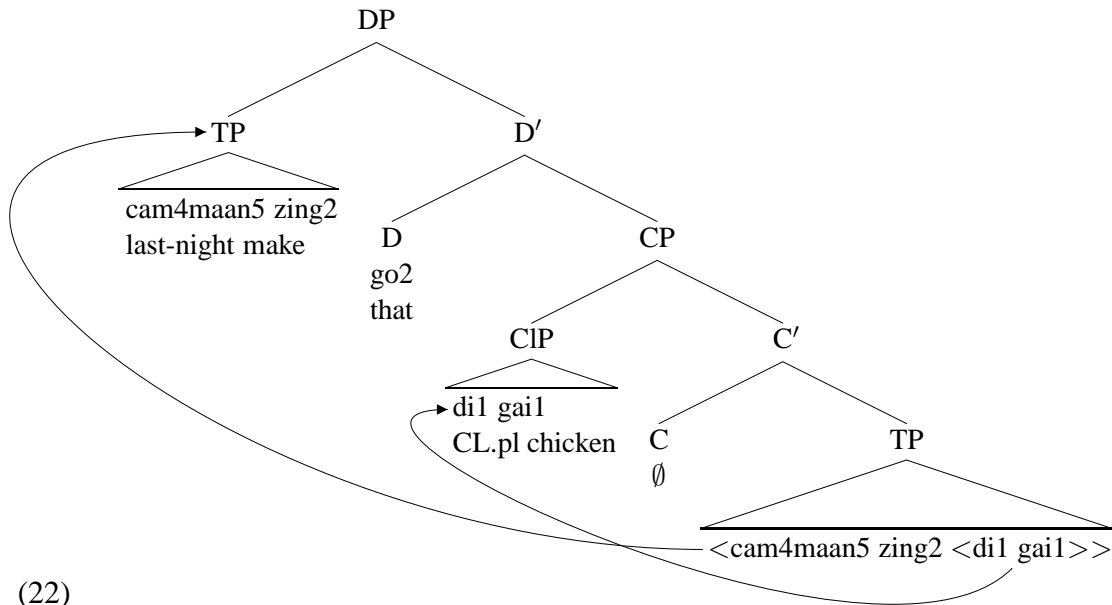 DP
TP D′
cam4maan5 zing2
last-night make
D CP
go2
that
ClP C′
di1 gai1
CL.pl chicken
C TP
∅
<cam4maan5 zing2 <di1 gai1>>
(22)